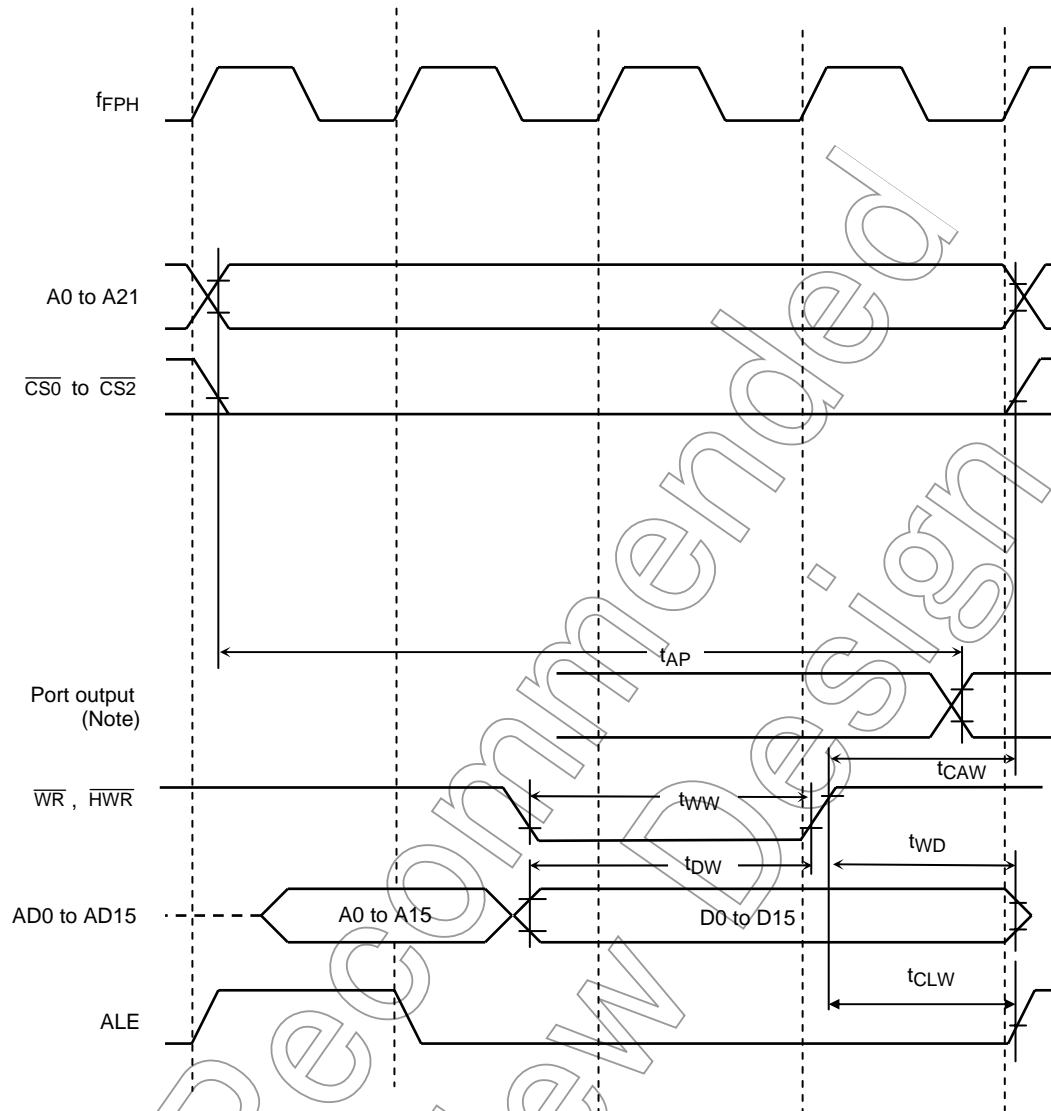 fFPH
A0 to A21
CS0 to CS2
tAP
Port output
(Note)
tCAW
WR , HWR
tWW
tWD
tDW
AD0 to AD15
A0 to A15
D0 to D15
tCLW
ALE
Recommended
New Design